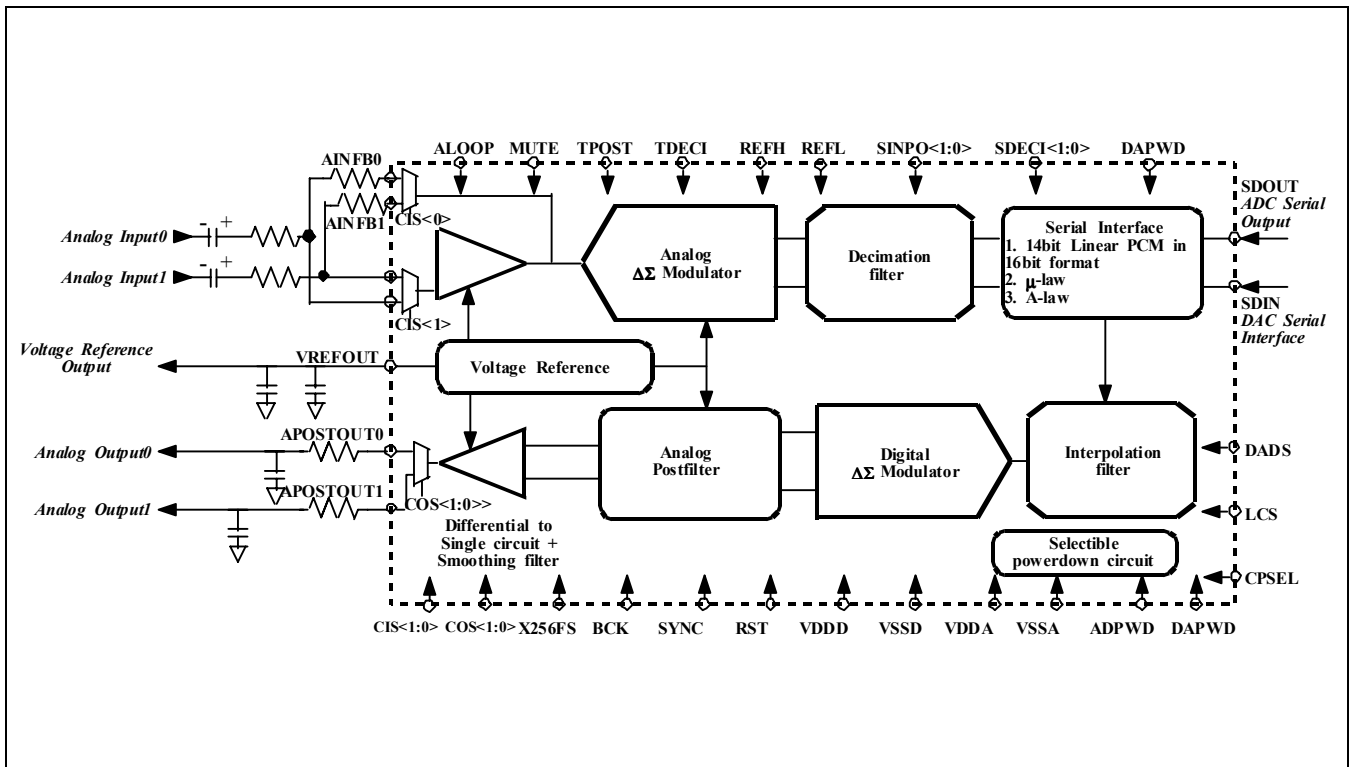 ALOOP MUTE TPOST TDECI REFH REFL SINPO<1:0> SDECI<1:0> DAPWD
AINFB0
AINFB1
CIS<0>
Analog Input0
- +
Analog Input1
- +
CIS<1>
Analog
ΔΣ Modulator
Decimation
filter
Serial Interface
1. 14bit Linear PCM in
16bit format
2. μ-law
3. A-law
SDOUT
ADC Serial
Output
SDIN
DAC Serial
Interface
Voltage Reference
Output
VREFOUT
Voltage Reference
Analog Output0
APOSTOUT0
Analog Output1
APOSTOUT1
COS<1:0>>
Differential to
Single circuit +
Smoothing filter
Analog
Postfilter
Digital
ΔΣ Modulator
Interpolation
filter
DADS
LCS
Selectible
powerdown circuit
CPSEL
CIS<1:0> COS<1:0> X256FS BCK SYNC RST VDDD VSSD VDDA VSSA ADPWD DAPWD